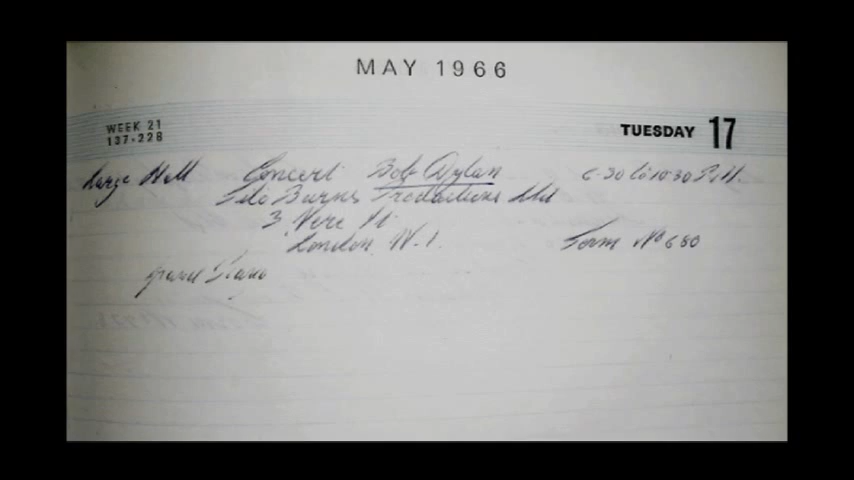 MAY 1966
WEEK 21
137-228
TUESDAY 17
Large Hall Concert Bob Dylan 6-30 to 10-30 P.M.
Tito Burns Productions Ltd
3 Vere St
London. W.1. Form No 680
Grand Piano